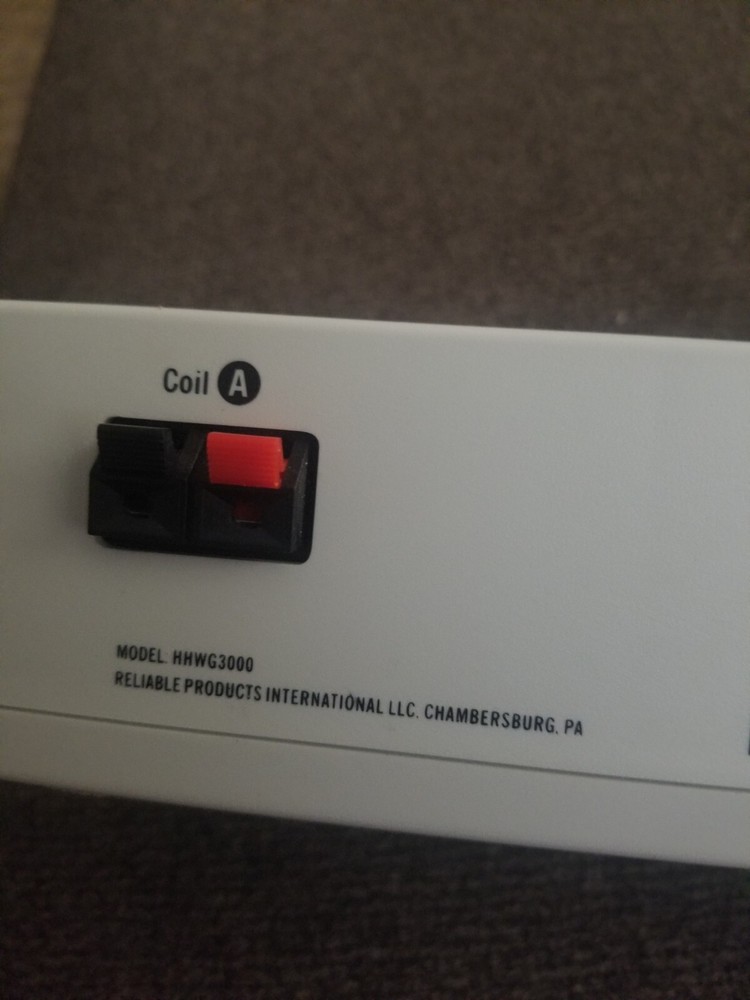 Coil A
MODEL HHWG3000
RELIABLE PRODUCTS INTERNATIONAL LLC. CHAMBERSBURG, PA